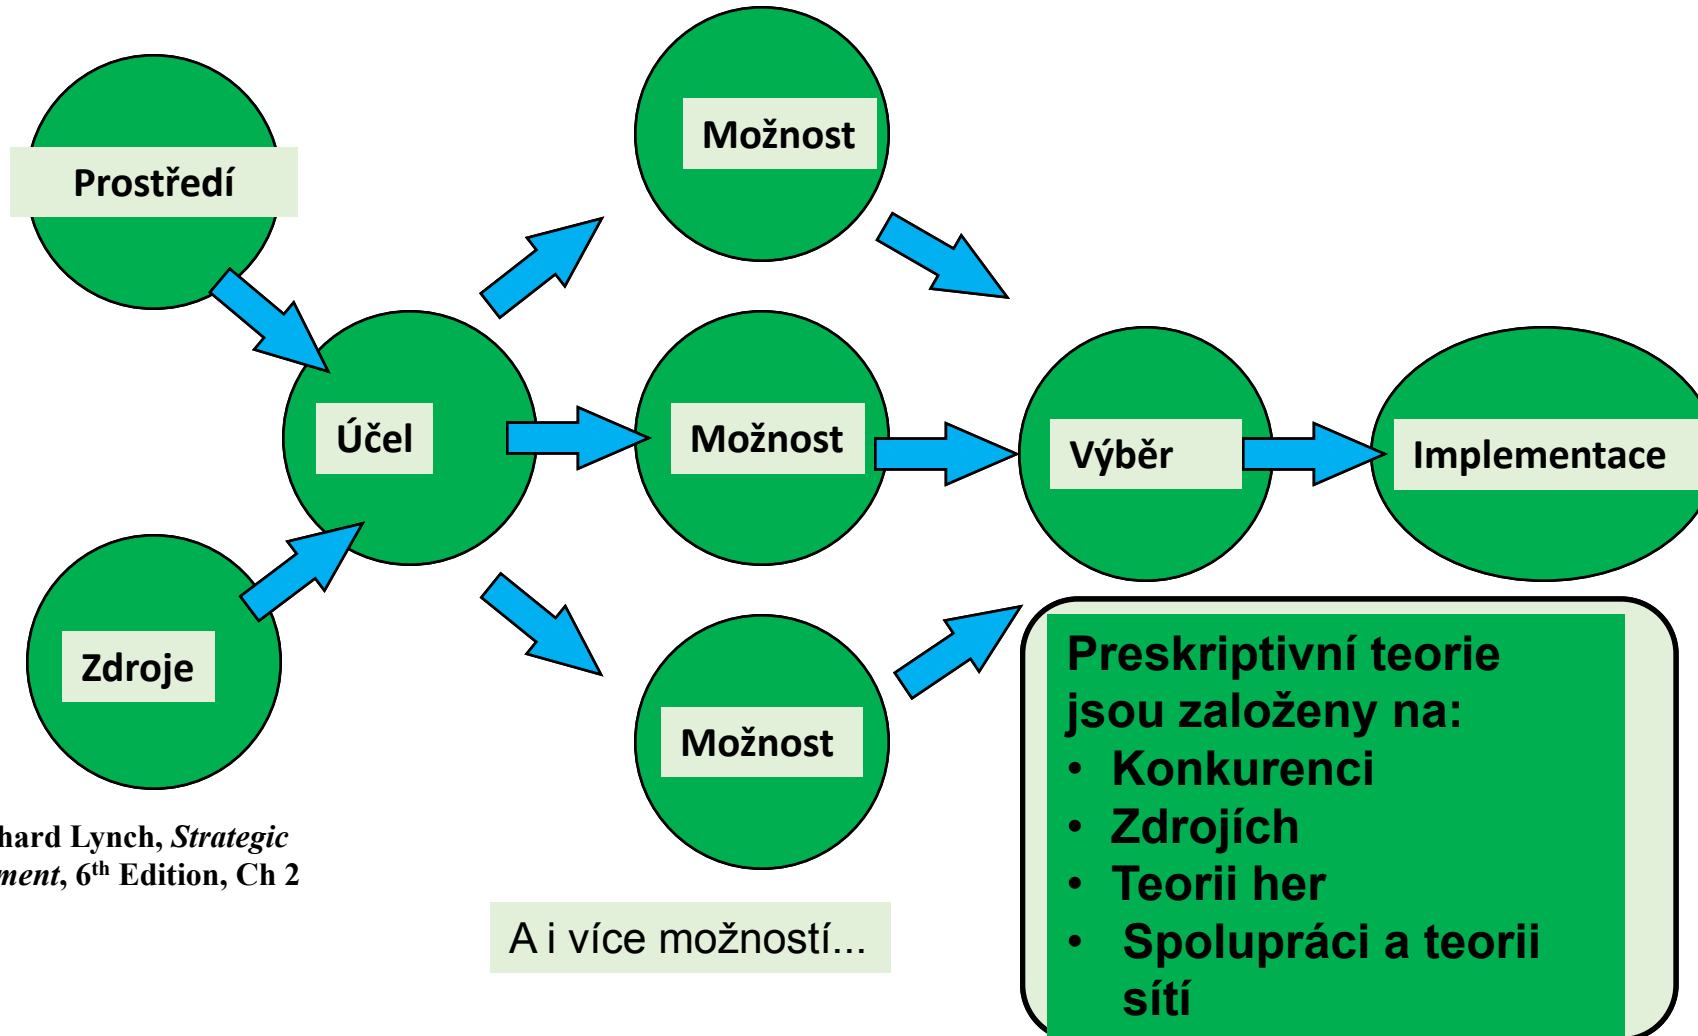 Prostředí
Zdroje
Účel
Možnost
Možnost
Možnost
Výběr
Implementace
Preskriptivní teorie
jsou založeny na:
• Konkurenci
• Zdrojích
• Teorii her
• Spolupráci a teorii
sítí
hard Lynch, Strategic
ment, 6th Edition, Ch 2
A i více možností...